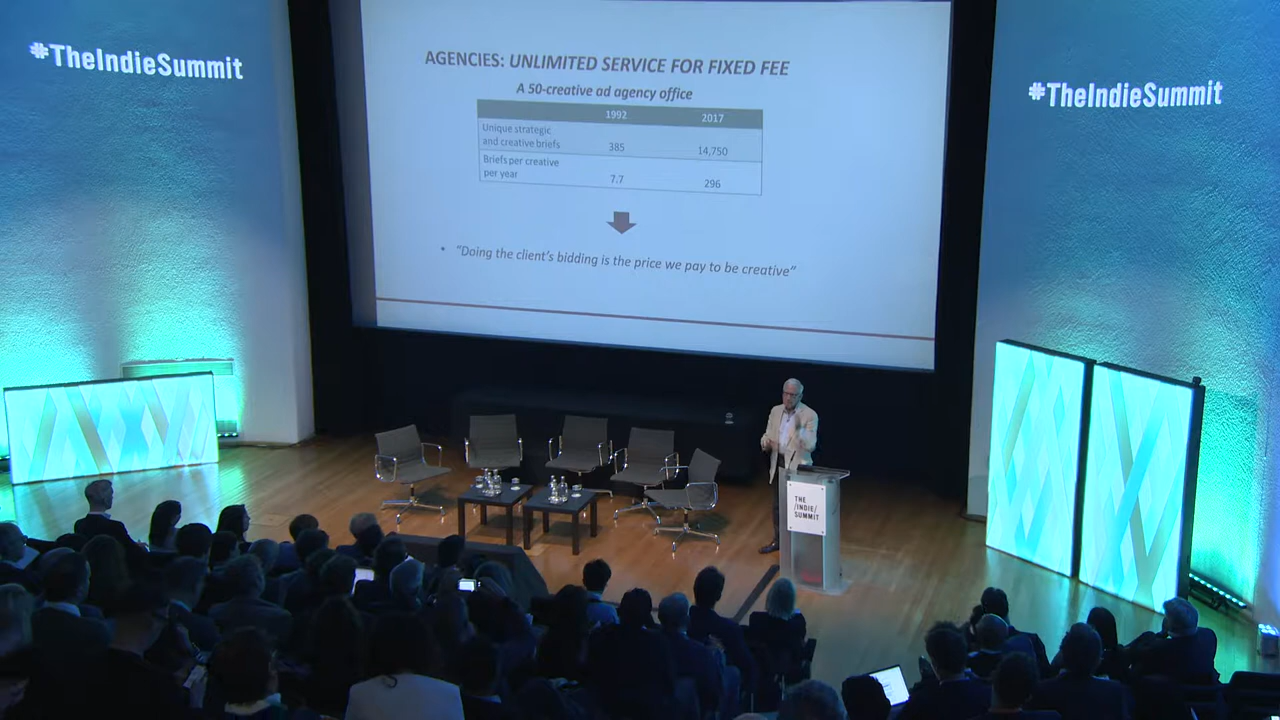 #TheIndieSummit
AGENCIES: UNLIMITED SERVICE FOR FIXED FEE
A 50-creative ad agency office
1992 2017
Unique strategic
and creative briefs 385 14,750
Briefs per creative
per year 7.7 296
• "Doing the client's bidding is the price we pay to be creative"
#TheIndieSummit
THE
/INDIE/
SUMMIT